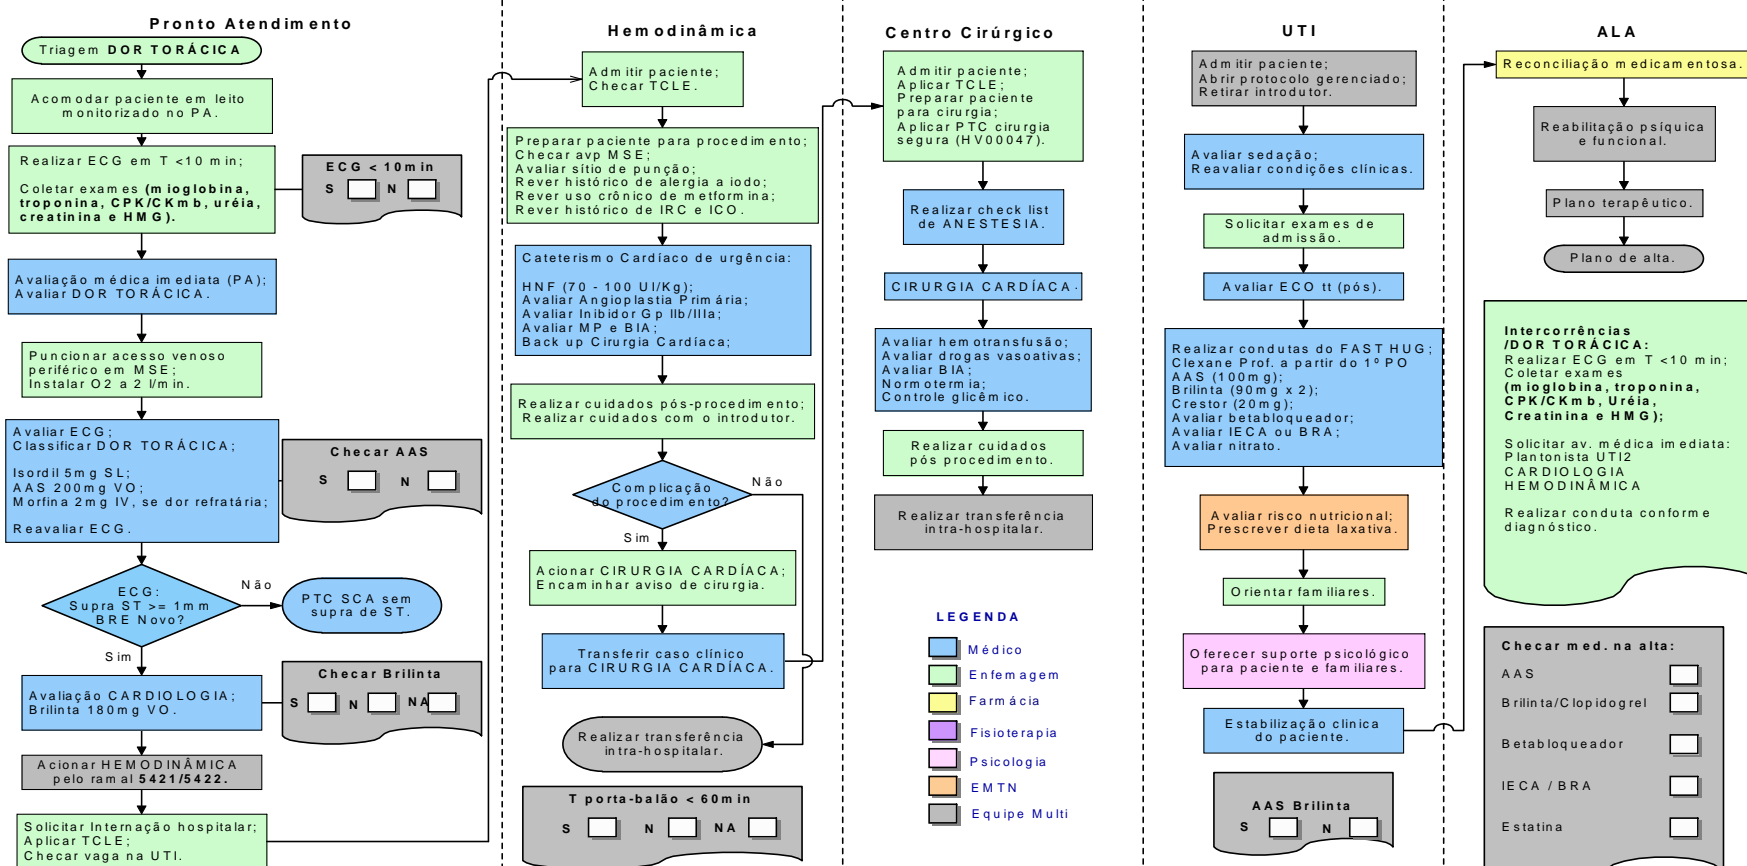 Pronto Atendimento
Triagem DOR TORÁCICA
Acomodar paciente em leito
monitorizado no PA.
Realizar ECG em T <10 min;
Coletar exames (mioglobina,
troponina, CPK/CKmb, uréia,
creatinina e HMG).
ECG < 10min
S N
Avaliação médica imediata (PA);
Avaliar DOR TORÁCICA.
Puncionar acesso venoso
periférico em MSE;
Instalar O2 a 2 l/min.
Avaliar ECG;
Classificar DOR TORÁCICA;
Isordil 5mg SL;
AAS 200mg VO;
Morfina 2mg IV, se dor refratária;
Reavaliar ECG.
Checar AAS
S N
ECG:
Supra ST >= 1mm
BRE Novo?
Não
PTC SCA sem
supra de ST.
Sim
Avaliação CARDIOLOGIA;
Brilinta 180mg VO.
Checar Brilinta
S N NA
Acionar HEMODINÂMICA
pelo ramal 5421/5422.
Solicitar Internação hospitalar;
Aplicar TCLE;
Checar vaga na UTI.
Hemodinâmica
Admitir paciente;
Checar TCLE.
Preparar paciente para procedimento;
Checar avp MSE;
Avaliar sítio de punção;
Rever histórico de alergia a iodo;
Rever uso crônico de metformina;
Rever histórico de IRC e ICO.
Cateterismo Cardíaco de urgência:
HNF (70 - 100 UI/Kg);
Avaliar Angioplastia Primária;
Avaliar Inibidor Gp IIb/IIIa;
Avaliar MP e BIA;
Back up Cirurgia Cardíaca;
Realizar cuidados pós-procedimento;
Realizar cuidados com o introdutor.
Complicação
do procedimento?
Não
Sim
Acionar CIRURGIA CARDÍACA;
Encaminhar aviso de cirurgia.
Transferir caso clínico
para CIRURGIA CARDÍACA.
Realizar transferência
intra-hospitalar.
T porta-balão < 60min
S N NA
Centro Cirúrgico
Admitir paciente;
Aplicar TCLE;
Preparar paciente
para cirurgia;
Aplicar PTC cirurgia
segura (HV00047).
Realizar check list
de ANESTESIA.
CIRURGIA CARDÍACA.
Avaliar hemotransfusão;
Avaliar drogas vasoativas;
Avaliar BIA;
Normotermia;
Controle glicêmico.
Realizar cuidados
pós procedimento.
Realizar transferência
intra-hospitalar.
LEGENDA
Médico
Enfemagem
Farmácia
Fisioterapia
Psicologia
EMTN
Equipe Multi
UTI
Admitir paciente;
Abrir protocolo gerenciado;
Retirar introdutor.
Avaliar sedação;
Reavaliar condições clínicas.
Solicitar exames de
admissão.
Avaliar ECO tt (pós).
Realizar condutas do FAST HUG;
Clexane Prof. a partir do 1º PO
AAS (100mg);
Brilinta (90mg x 2);
Crestor (20mg);
Avaliar betabloqueador;
Avaliar IECA ou BRA;
Avaliar nitrato.
Avaliar risco nutricional;
Prescrever dieta laxativa.
Orientar familiares.
Oferecer suporte psicológico
para paciente e familiares.
Estabilização clinica
do paciente.
AAS Brilinta
S N
ALA
Reconciliação medicamentosa.
Reabilitação psíquica
e funcional.
Plano terapêutico.
Plano de alta.
Intercorrências
/DOR TORÁCICA:
Realizar ECG em T <10 min;
Coletar exames
(mioglobina, troponina,
CPK/CKmb, Uréia,
Creatinina e HMG);
Solicitar av. médica imediata:
Plantonista UTI2
CARDIOLOGIA
HEMODINÂMICA
Realizar conduta conforme
diagnóstico.
Checar med. na alta:
AAS
Brilinta/Clopidogrel
Betabloqueador
IECA / BRA
Estatina